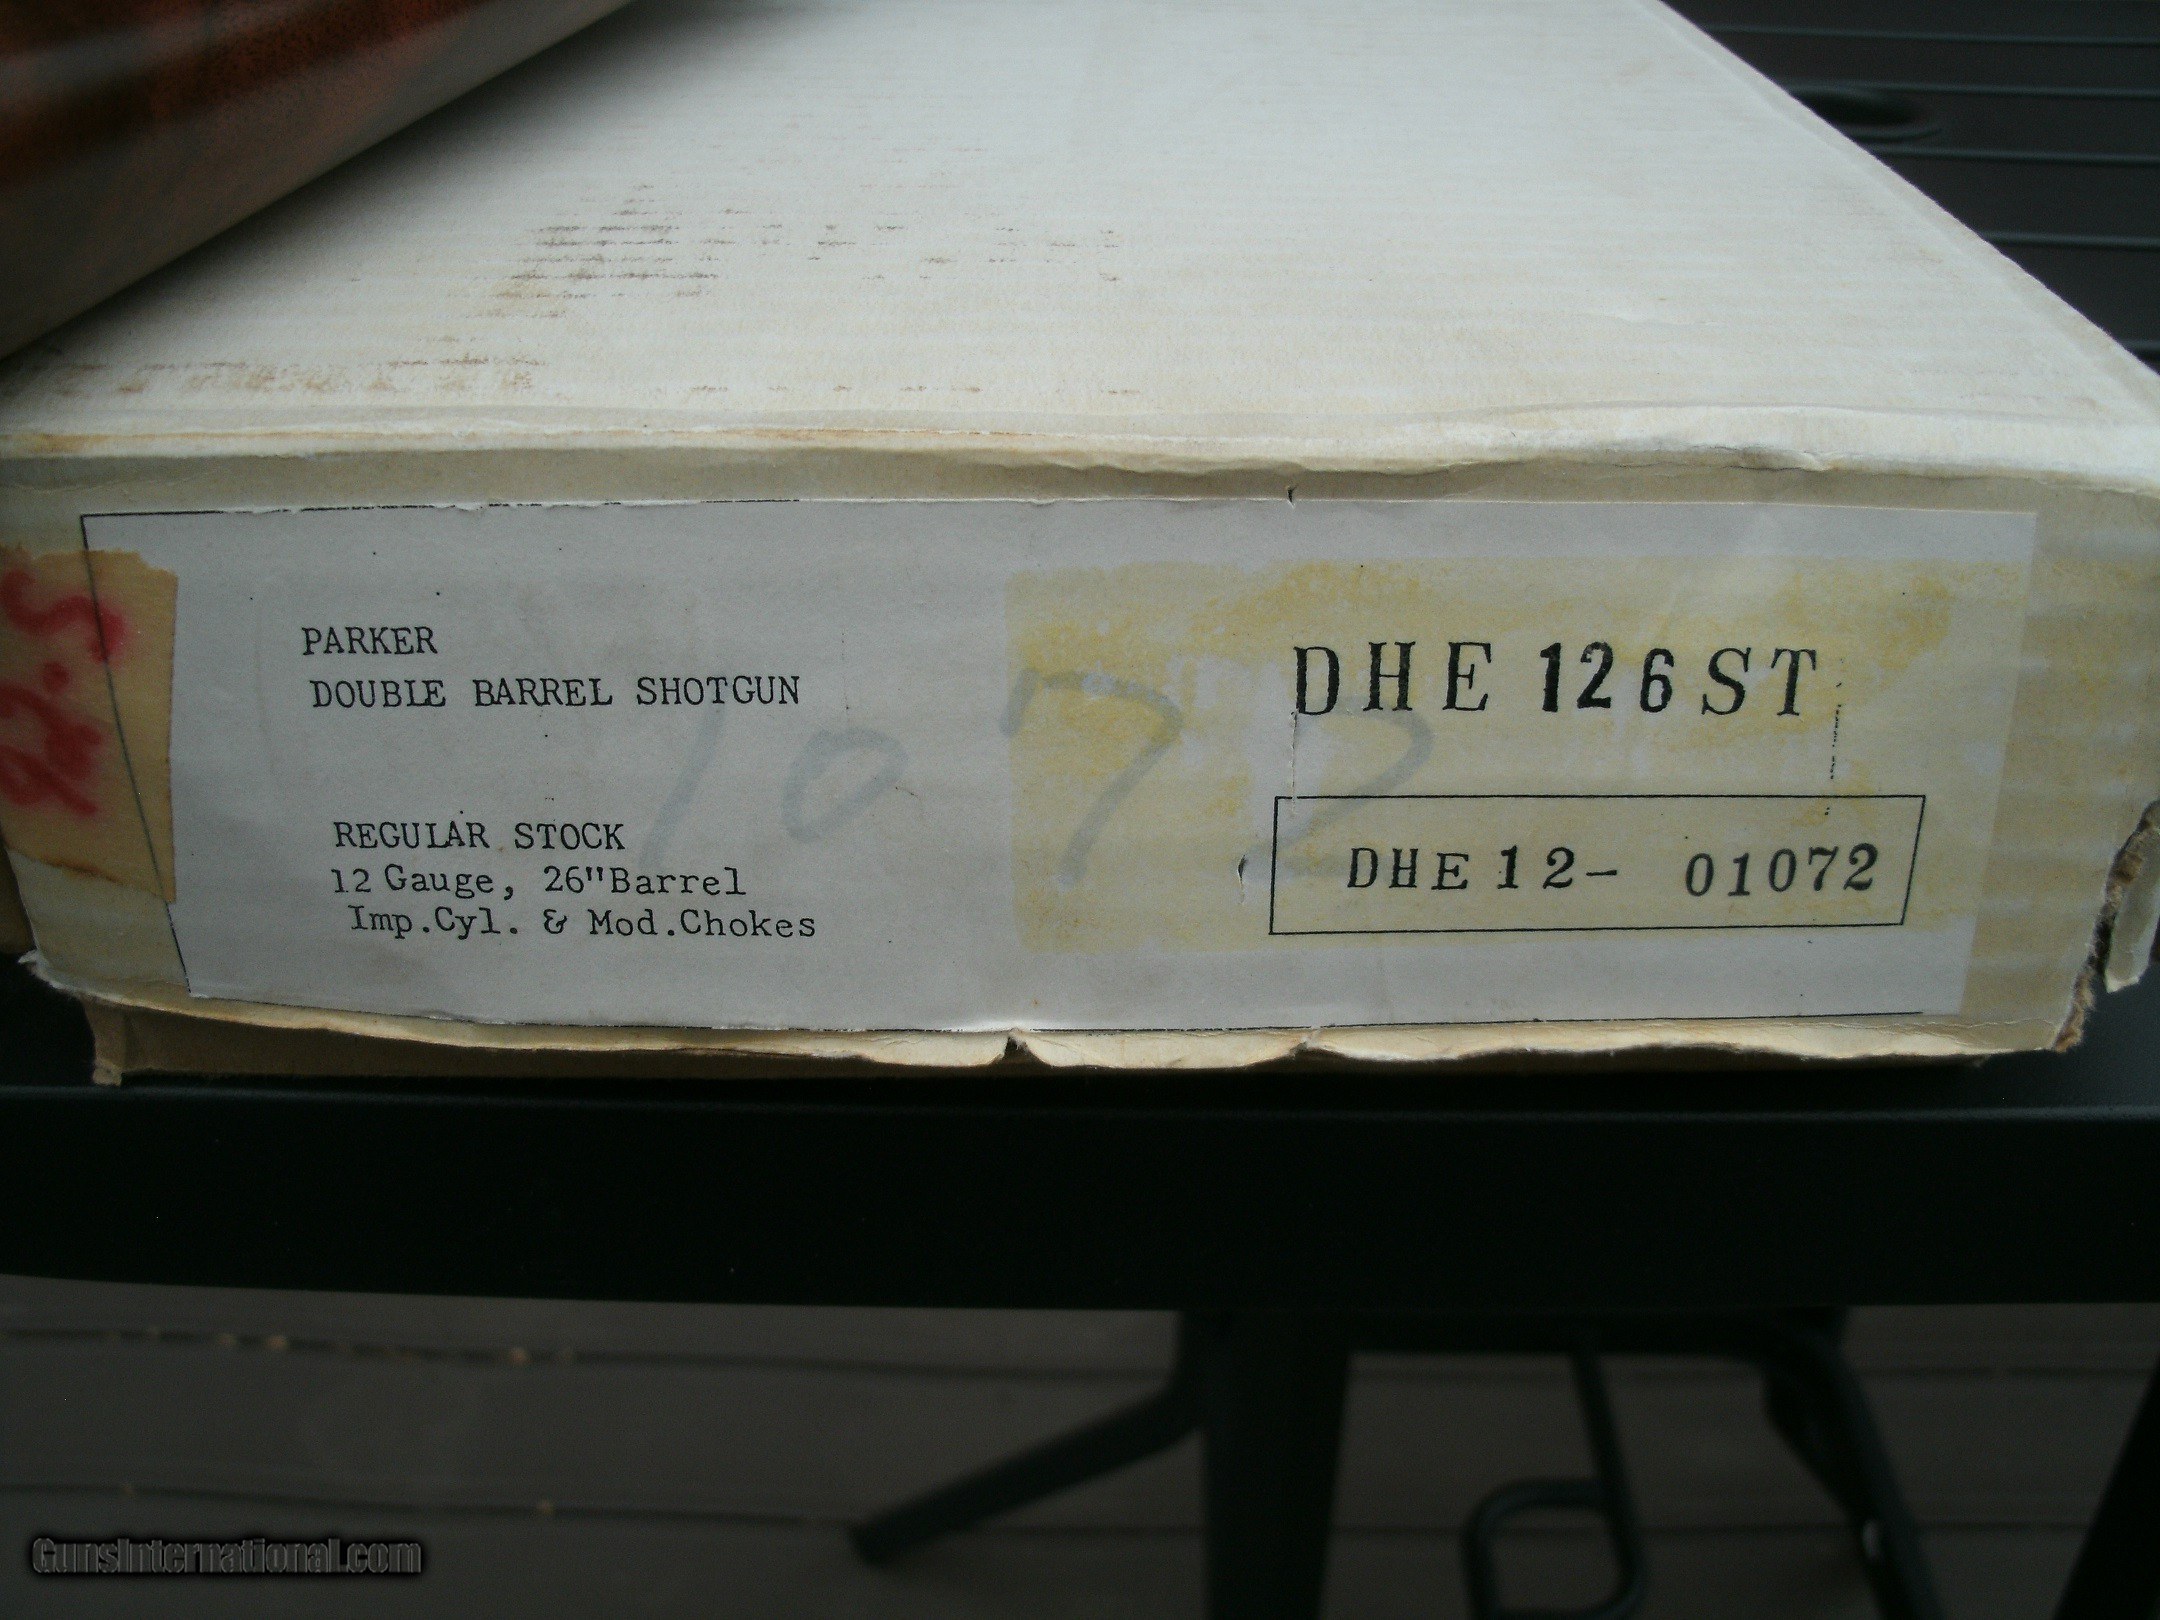 PARKER
DOUBLE BARREL SHOTGUN
DHE 126ST
1072
REGULAR STOCK
12 Gauge, 26"Barrel
Imp.Cyl. & Mod.Chokes
DHE 12- 01072
GunsInternational.com